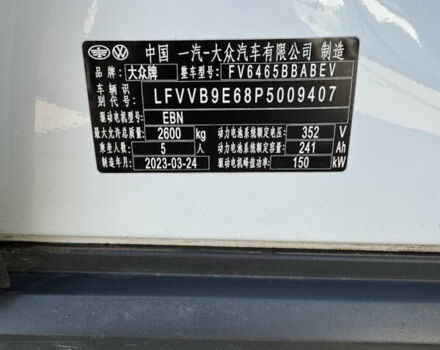 中国 一汽-大众汽车有限公司 制造
品牌: 大众牌 整车型号: FV6465BBABEV
车辆识别代号: LFVVB9E68P5009407
驱动电机型号: EBN
最大允许总质量: 2600 kg 动力电池系统额定电压: 352 V
乘坐人数: 5 人 动力电池系统额定容量: 241 Ah
制造年月: 2023-03-24 驱动电机峰值功率: 150 kW